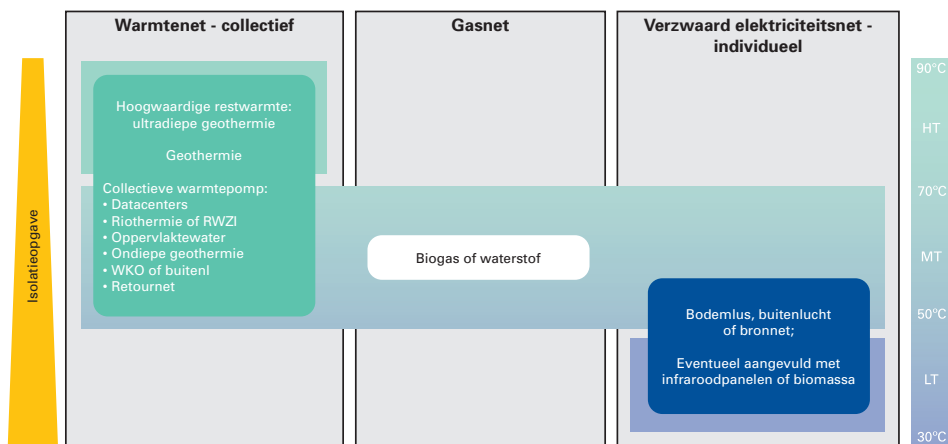 Warmtenet - collectief
Gasnet
Verzwaard elektriciteitsnet -
individueel
Isolatieopgave
Hoogwaardige restwarmte:
ultradiepe geothermie
Geothermie
Collectieve warmtepomp:
• Datacenters
• Riothermie of RWZI
• Oppervlaktewater
• Ondiepe geothermie
• WKO of buitenl
• Retournet
Biogas of waterstof
Bodemlus, buitenlucht
of bronnet;
Eventueel aangevuld met
infraroodpanelen of biomassa
90°C
HT
70°C
MT
50°C
LT
30°C